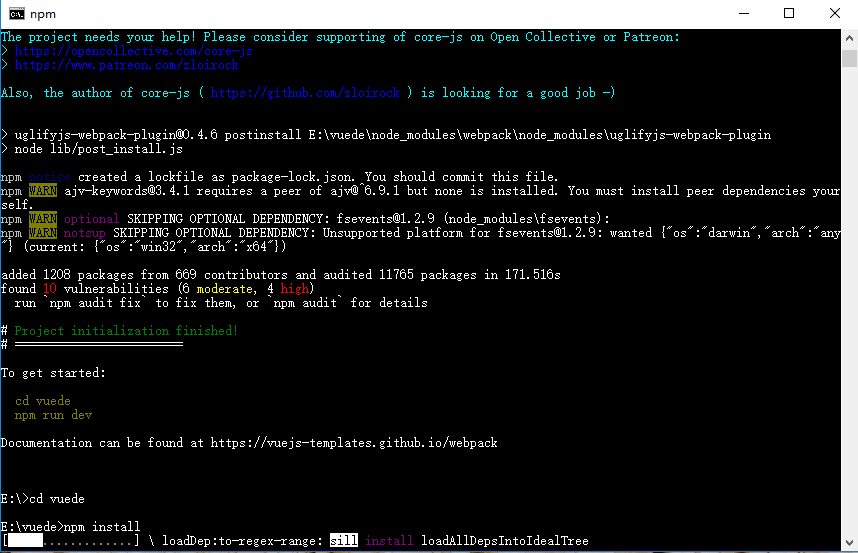 npm
The project needs your help! Please consider supporting of core-js on Open Collective or Patreon:
> https://opencollective.com/core-js
> https://www.patreon.com/zloirock
Also, the author of core-js ( https://github.com/zloirock ) is looking for a good job -)
> uglifyjs-webpack-plugin@0.4.6 postinstall E:\vuede\node_modules\webpack\node_modules\uglifyjs-webpack-plugin
> node lib/post_install.js
npm notice created a lockfile as package-lock.json. You should commit this file.
npm WARN ajv-keywords@3.4.1 requires a peer of ajv@^6.9.1 but none is installed. You must install peer dependencies your
self.
npm WARN optional SKIPPING OPTIONAL DEPENDENCY: fsevents@1.2.9 (node_modules\fsevents):
npm WARN notsup SKIPPING OPTIONAL DEPENDENCY: Unsupported platform for fsevents@1.2.9: wanted {"os":"darwin","arch":"any
"} (current: {"os":"win32","arch":"x64"})
added 1208 packages from 669 contributors and audited 11765 packages in 171.516s
found 10 vulnerabilities (6 moderate, 4 high)
run `npm audit fix` to fix them, or `npm audit` for details
# Project initialization finished!
# ========================
To get started:
cd vuede
npm run dev
Documentation can be found at https://vuejs-templates.github.io/webpack
E:\>cd vuede
E:\vuede>npm install
[.............] \ loadDep:to-regex-range: sill install loadAllDepsIntoIdealTree